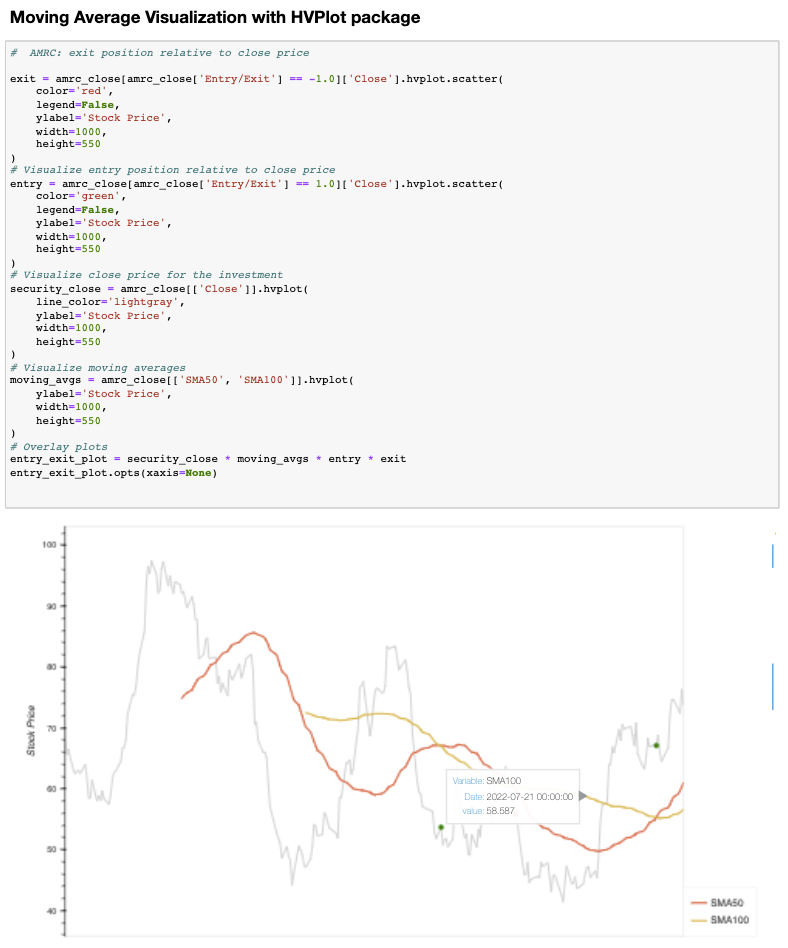 Moving Average Visualization with HVPlot package
#  AMRC: exit position relative to close price
exit = amrc_close[amrc_close['Entry/Exit'] == -1.0]['Close'].hvplot.scatter(
    color='red',
    legend=False,
    ylabel='Stock Price',
    width=1000,
    height=550
)
# Visualize entry position relative to close price
entry = amrc_close[amrc_close['Entry/Exit'] == 1.0]['Close'].hvplot.scatter(
    color='green',
    legend=False,
    ylabel='Stock Price',
    width=1000,
    height=550
)
# Visualize close price for the investment
security_close = amrc_close[['Close']].hvplot(
    line_color='lightgray',
    ylabel='Stock Price',
    width=1000,
    height=550
)
# Visualize moving averages
moving_avgs = amrc_close[['SMA50', 'SMA100']].hvplot(
    ylabel='Stock Price',
    width=1000,
    height=550
)
# Overlay plots
entry_exit_plot = security_close * moving_avgs * entry * exit
entry_exit_plot.opts(xaxis=None)
100
90
80
70
60
50
40
Stock Price
Variable: SMA100
Date: 2022-07-21 00:00:00
value: 58.587
SMA50
SMA100